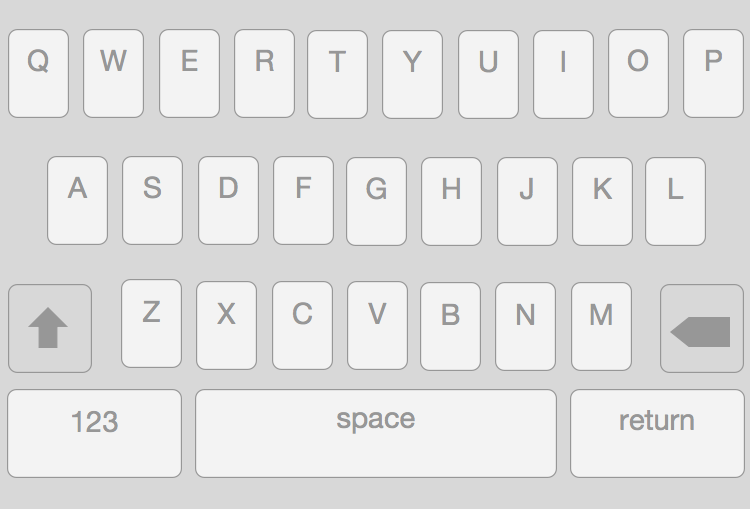 Q W E R T Y U I O P
A S D F G H J K L
Z X C V B N M
123 space return